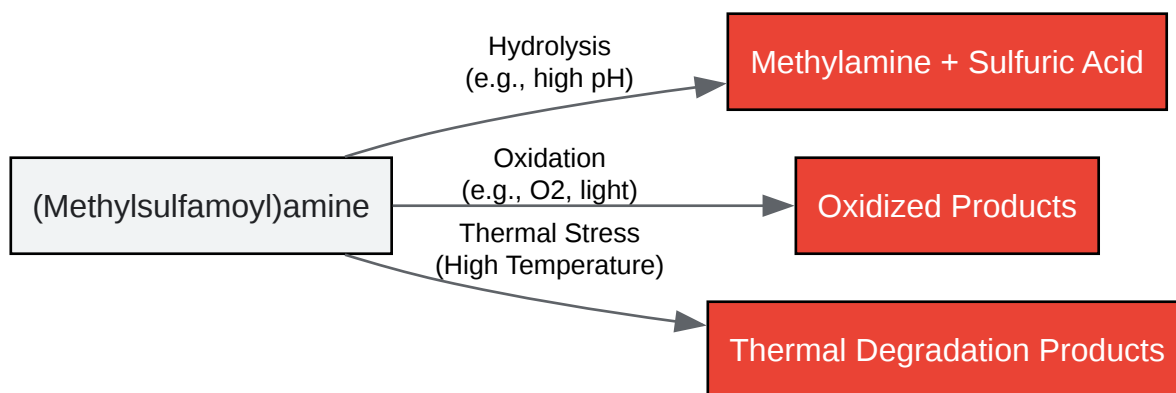 Hydrolysis
(e.g., high pH)
Methylamine + Sulfuric Acid
(Methylsulfamoyl)amine
Oxidation
(e.g., O2, light)
Oxidized Products
Thermal Stress
(High Temperature)
Thermal Degradation Products